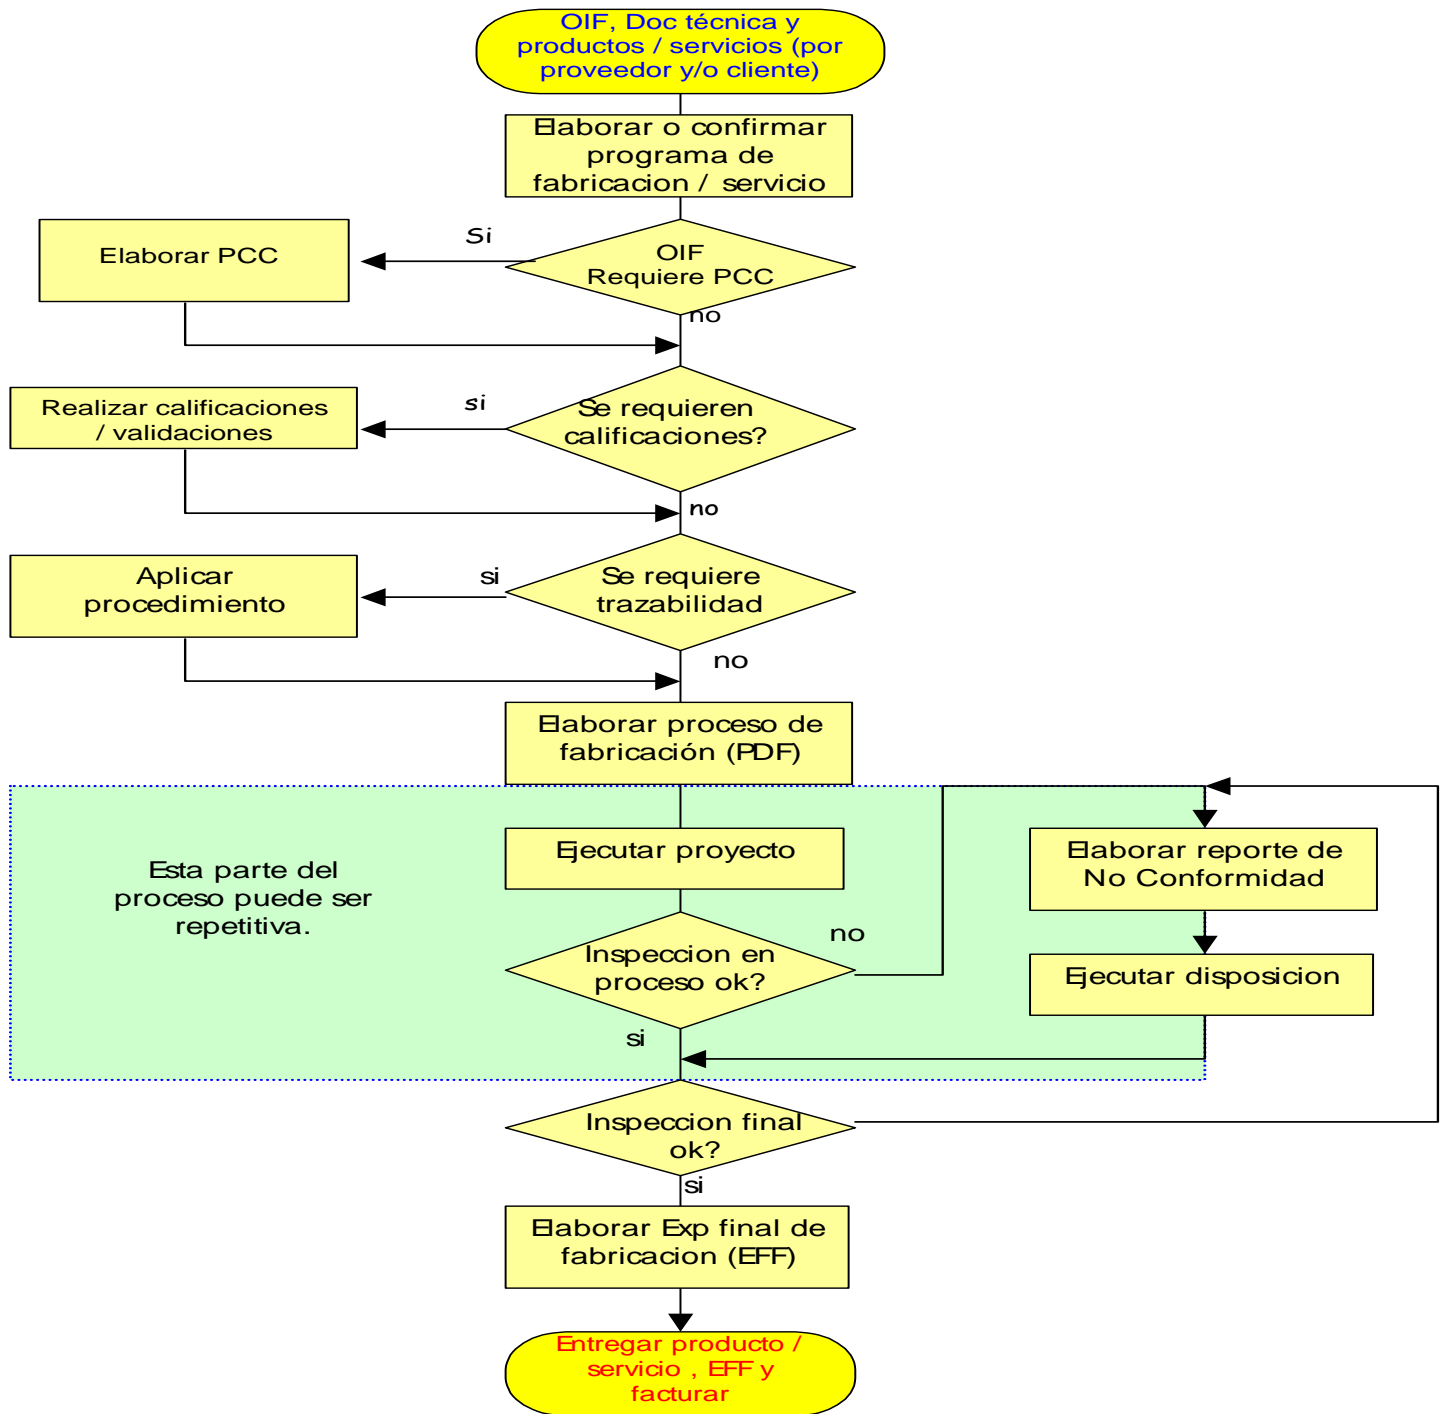 OIF, Doc técnica y
productos / servicios (por
proveedor y/o cliente)
Elaborar o confirmar
programa de
fabricacion / servicio
Si
Elaborar PCC
OIF
Requiere PCC
no
Realizar calificaciones
/ validaciones
si
Se requieren
calificaciones?
no
Aplicar
procedimiento
si
Se requiere
trazabilidad
no
Elaborar proceso de
fabricación (PDF)
Esta parte del
proceso puede ser
repetitiva.
Ejecutar proyecto
Elaborar reporte de
No Conformidad
Inspeccion en
proceso ok?
no
Ejecutar disposicion
si
Inspeccion final
ok?
si
Elaborar Exp final de
fabricacion (EFF)
Entregar producto /
servicio , EFF y
facturar